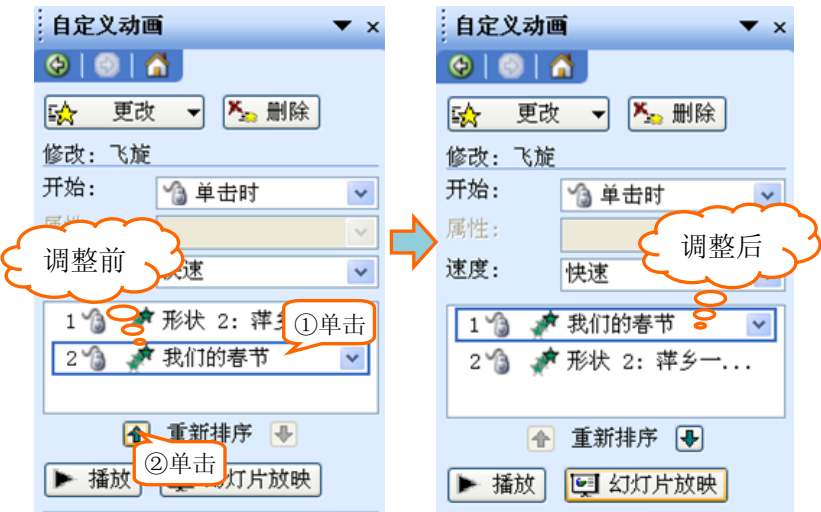 自定义动画
更改
删除
修改: 飞旋
开始:
单击时
调整前
快速
1 形状 2: 萍
①单击
2 我们的春节
重新排序
②单击
播放
幻灯片放映
自定义动画
更改
删除
修改: 飞旋
开始:
单击时
属性:
调整后
速度:
快速
1 我们的春节
2 形状 2: 萍乡一...
重新排序
播放
幻灯片放映